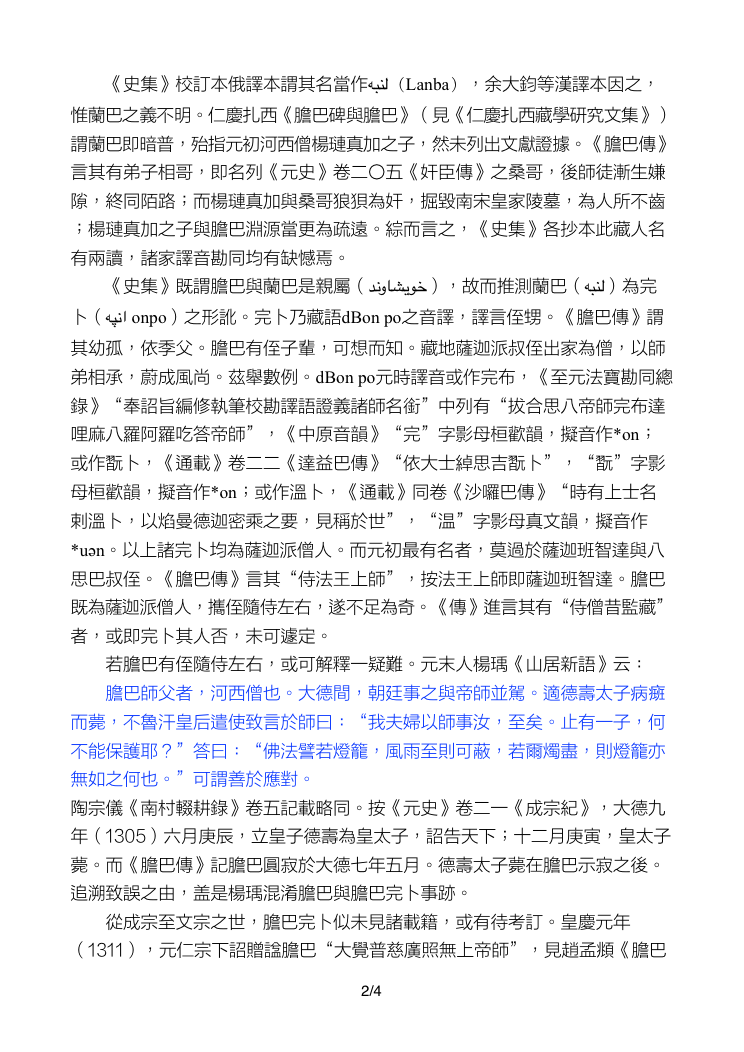 《史集》校訂本俄譯本謂其名當作لنبه（Lanba），余大鈞等漢譯本因之，
惟蘭巴之義不明。仁慶扎西《膽巴碑與膽巴》（見《仁慶扎西藏學研究文集》）
謂蘭巴即暗普，殆指元初河西僧楊璉真加之子，然未列出文獻證據。《膽巴傳》
言其有弟子相哥，即名列《元史》卷二〇五《奸臣傳》之桑哥，後師徒漸生嫌
隙，終同陌路；而楊璉真加與桑哥狼狽為奸，掘毀南宋皇家陵墓，為人所不齒
；楊璉真加之子與膽巴淵源當更為疏遠。綜而言之，《史集》各抄本此藏人名
有兩讀，諸家譯音勘同均有缺憾焉。
《史集》既謂膽巴與蘭巴是親屬（خویشاوند），故而推測蘭巴（لنبه）為完
卜（انپه onpo）之形訛。完卜乃藏語dBon po之音譯，譯言侄甥。《膽巴傳》謂
其幼孤，依季父。膽巴有侄子輩，可想而知。藏地薩迦派叔侄出家為僧，以師
弟相承，蔚成風尚。茲舉數例。dBon po元時譯音或作完布，《至元法寶勘同總
錄》“奉詔旨編修執筆校勘譯語證義諸師名銜”中列有“拔合思八帝師完布達
哩麻八羅阿羅吃答帝師”，《中原音韻》“完”字影母桓歡韻，擬音作*on；
或作翫卜，《通載》卷二二《達益巴傳》“依大士綽思吉翫卜”，“翫”字影
母桓歡韻，擬音作*on；或作溫卜，《通載》同卷《沙囉巴傳》“時有上士名
剌溫卜，以焰曼德迦密乘之要，見稱於世”，“温”字影母真文韻，擬音作
*uən。以上諸完卜均為薩迦派僧人。而元初最有名者，莫過於薩迦班智達與八
思巴叔侄。《膽巴傳》言其“侍法王上師”，按法王上師即薩迦班智達。膽巴
既為薩迦派僧人，攜侄隨侍左右，遂不足為奇。《傳》進言其有“侍僧昔監藏”
者，或即完卜其人否，未可遽定。
若膽巴有侄隨侍左右，或可解釋一疑難。元末人楊瑀《山居新語》云：
膽巴師父者，河西僧也。大德間，朝廷事之與帝師並駕。適德壽太子病癍
而薨，不魯汗皇后遣使致言於師曰：“我夫婦以師事汝，至矣。止有一子，何
不能保護耶？”答曰：“佛法譬若燈籠，風雨至則可蔽，若爾燭盡，則燈籠亦
無如之何也。”可謂善於應對。
陶宗儀《南村輟耕錄》卷五記載略同。按《元史》卷二一《成宗紀》，大德九
年（1305）六月庚辰，立皇子德壽為皇太子，詔告天下；十二月庚寅，皇太子
薨。而《膽巴傳》記膽巴圓寂於大德七年五月。德壽太子薨在膽巴示寂之後。
追溯致誤之由，盖是楊瑀混淆膽巴與膽巴完卜事跡。
從成宗至文宗之世，膽巴完卜似未見諸載籍，或有待考訂。皇慶元年
（1311），元仁宗下詔贈諡膽巴“大覺普慈廣照無上帝師”，見趙孟頫《膽巴
2/4